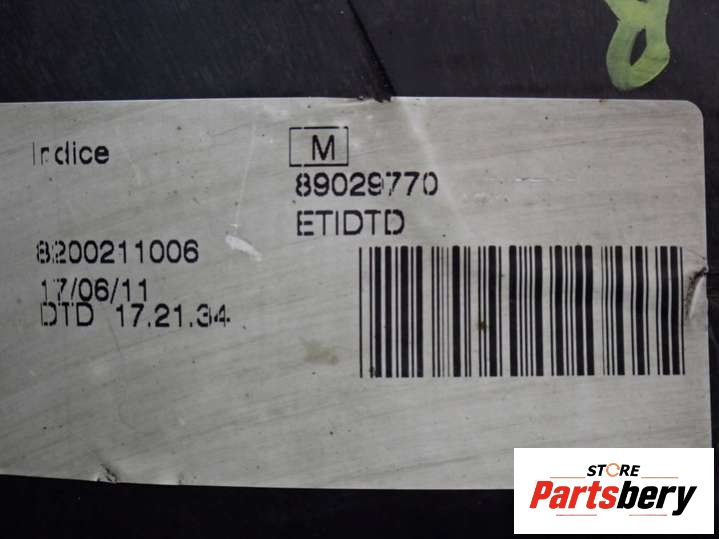 Indice
M
89029770
ETIDTD
8200211006
17/06/11
DTD 17.21.34
STORE
Partsbery